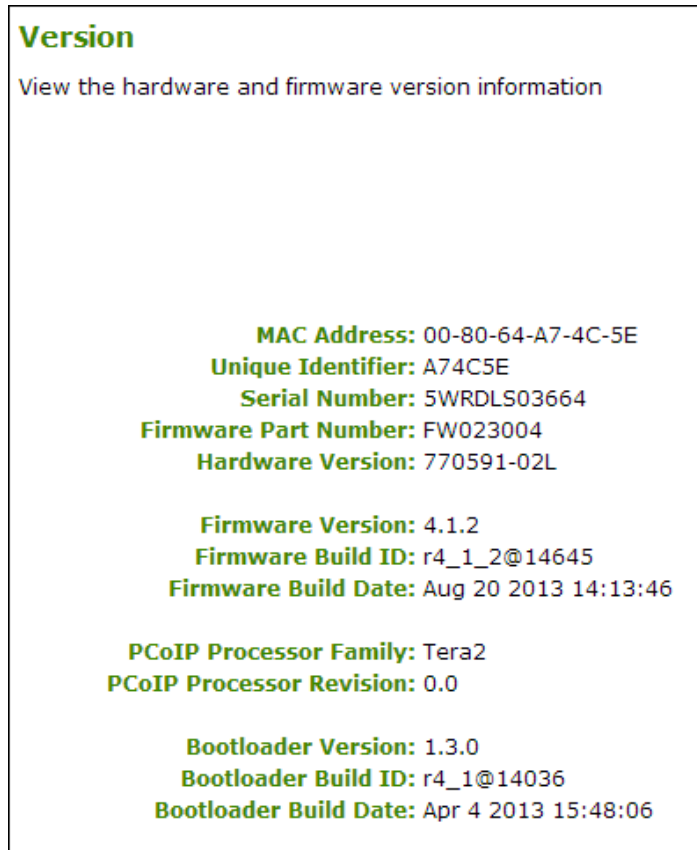 Version
View the hardware and firmware version information
MAC Address: 00-80-64-A7-4C-5E
Unique Identifier: A74C5E
Serial Number: 5WRDLS03664
Firmware Part Number: FW023004
Hardware Version: 770591-02L
Firmware Version: 4.1.2
Firmware Build ID: r4_1_2@14645
Firmware Build Date: Aug 20 2013 14:13:46
PCoIP Processor Family: Tera2
PCoIP Processor Revision: 0.0
Bootloader Version: 1.3.0
Bootloader Build ID: r4_1@14036
Bootloader Build Date: Apr 4 2013 15:48:06